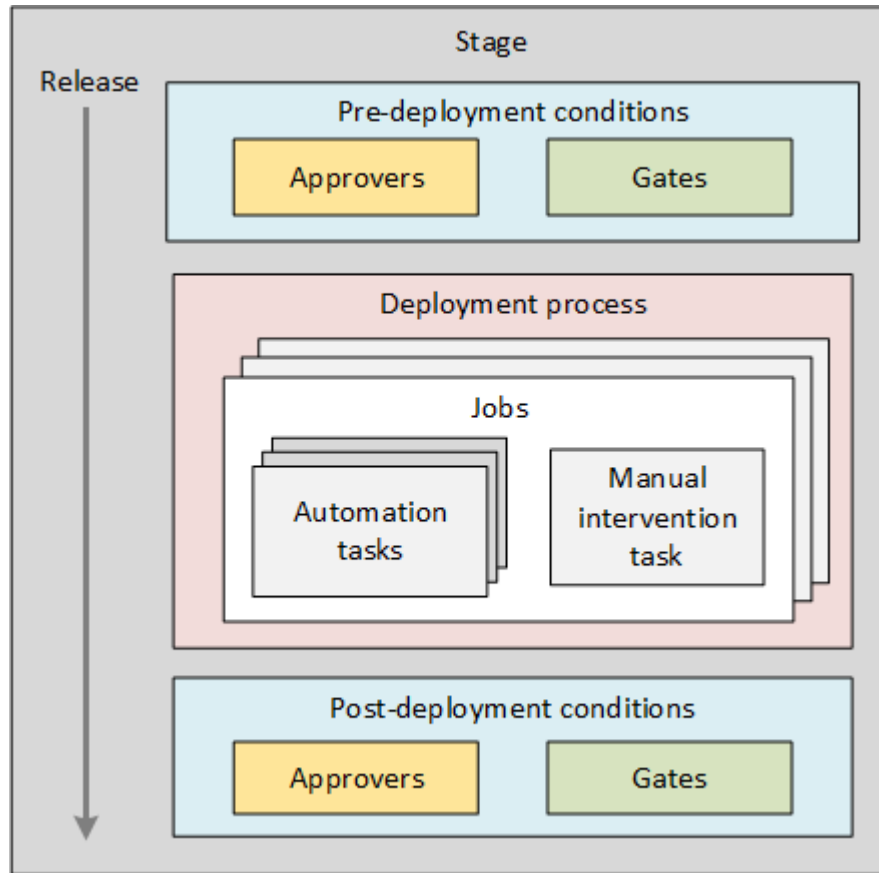 Stage
Release
Pre-deployment conditions
Approvers
Gates
Deployment process
Jobs
Automation
tasks
Manual
intervention
task
Post-deployment conditions
Approvers
Gates